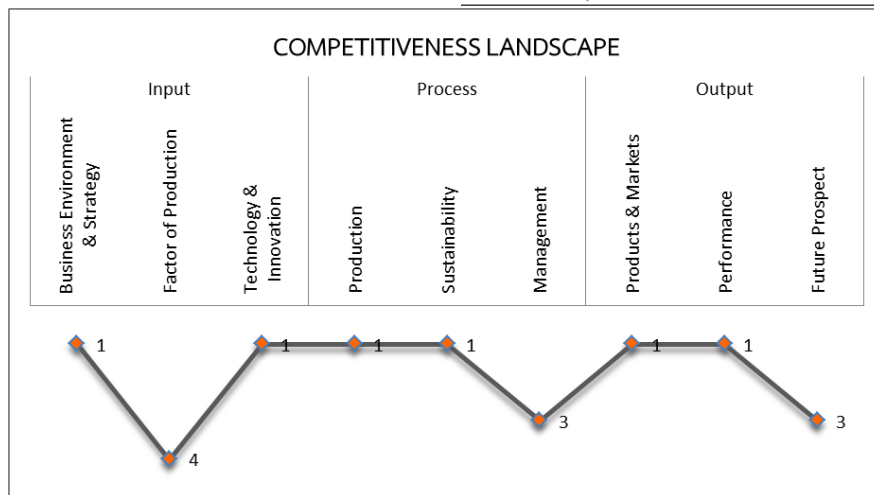 COMPETITIVENESS LANDSCAPE
Input
Process
Output
Business Environment
& Strategy
Factor of Production
Technology &
Innovation
Production
Sustainability
Management
Products & Markets
Performance
Future Prospect
1
4
1
1
1
3
1
1
3